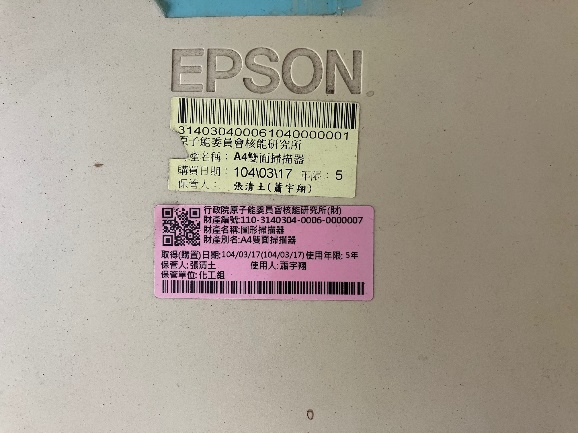 EPSON
314030400061040000001
原子能委員會核能研究所
產名稱：A4雙面掃描器
購置日期：104\03\17 年限：5
保管人：張清土(蕭宇翔)
行政院原子能委員會核能研究所(財)
財產編號:110-3140304-0006-0000007
財產名稱:圖形掃描器
財產別名:A4雙面掃描器
取得(購置)日期:104/03/17(104/03/17)使用年限:5年
保管人:張清土 使用人:蕭宇翔
保管單位:化工組